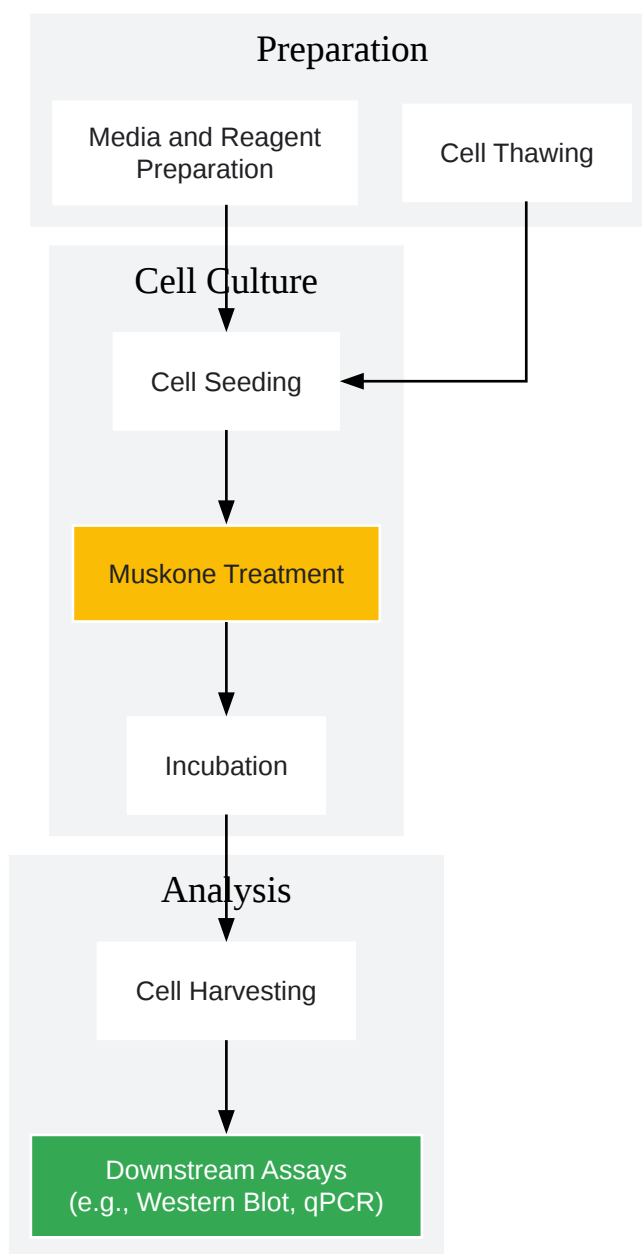 Preparation
Media and Reagent
Preparation
Cell Thawing
Cell Culture
Cell Seeding
Muskone Treatment
Incubation
Analysis
Cell Harvesting
Downstream Assays
(e.g., Western Blot, qPCR)